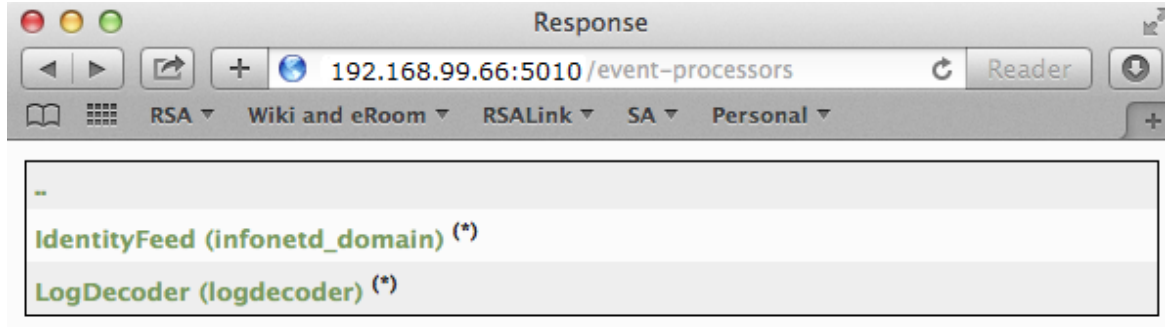 Response
192.168.99.66:5010/event-processors Reader
RSA Wiki and eRoom RSALink SA Personal
..
IdentityFeed (infonetd_domain) (*)
LogDecoder (logdecoder) (*)